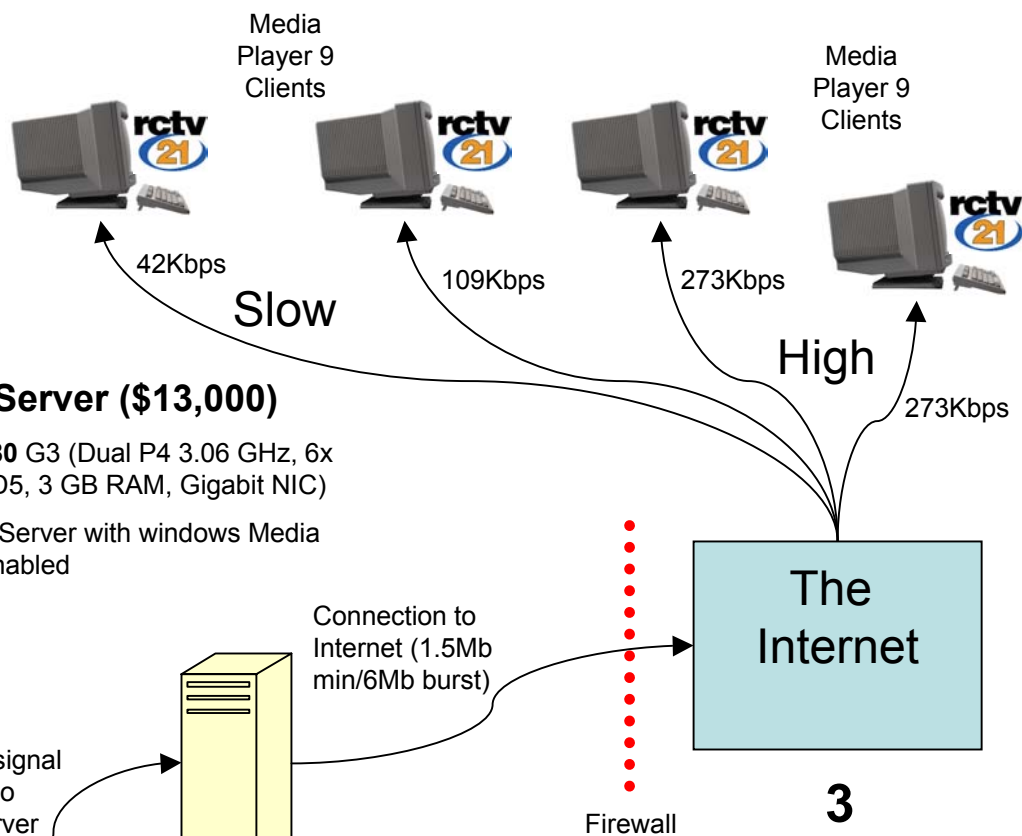 Media
Player 9
Clients
Media
Player 9
Clients
rctv
21
rctv
21
rctv
21
rctv
21
42Kbps
109Kbps
273Kbps
273Kbps
Slow
High
Server ($13,000)
G3 (Dual P4 3.06 GHz, 6x
3 GB RAM, Gigabit NIC)
Server with windows Media
The
Internet
Connection to
Internet (1.5Mb
min/6Mb burst)
signal
Firewall
3